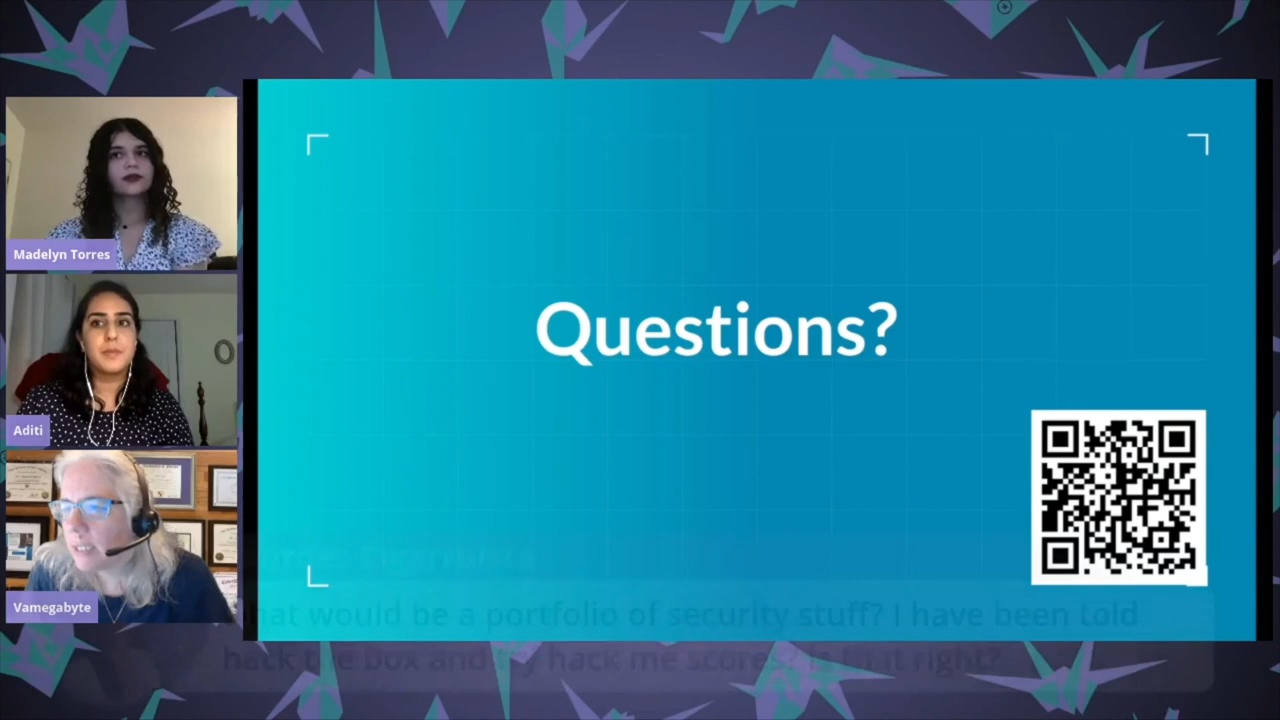 Madelyn Torres
Aditi
Vamegabyte
Questions?
would be a portfolio of security stuff? I have been told
hack the box and try hack me scores? Is that right?